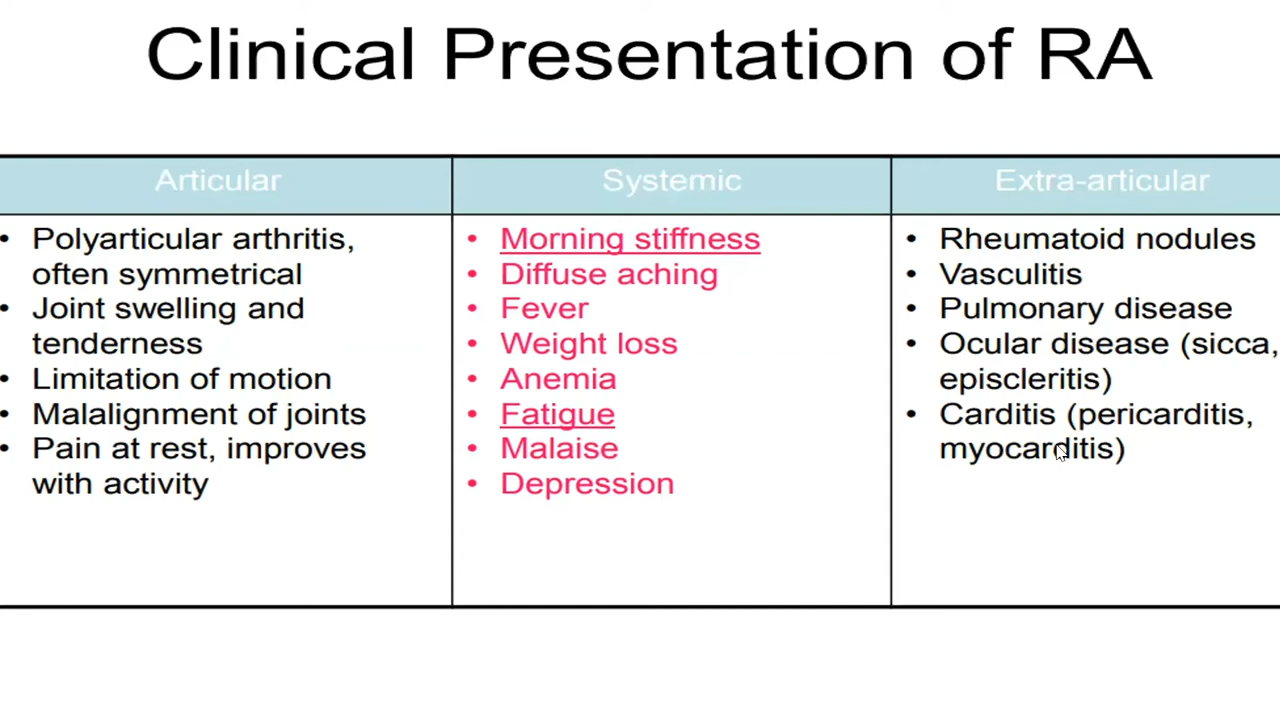 Clinical Presentation of RA
Articular
• Polyarticular arthritis,
often symmetrical
• Joint swelling and
tenderness
• Limitation of motion
• Malalignment of joints
• Pain at rest, improves
with activity
Systemic
• Morning stiffness
• Diffuse aching
• Fever
• Weight loss
• Anemia
• Fatigue
• Malaise
• Depression
Extra-articular
• Rheumatoid nodules
• Vasculitis
• Pulmonary disease
• Ocular disease (sicca,
episcleritis)
• Carditis (pericarditis,
myocarditis)